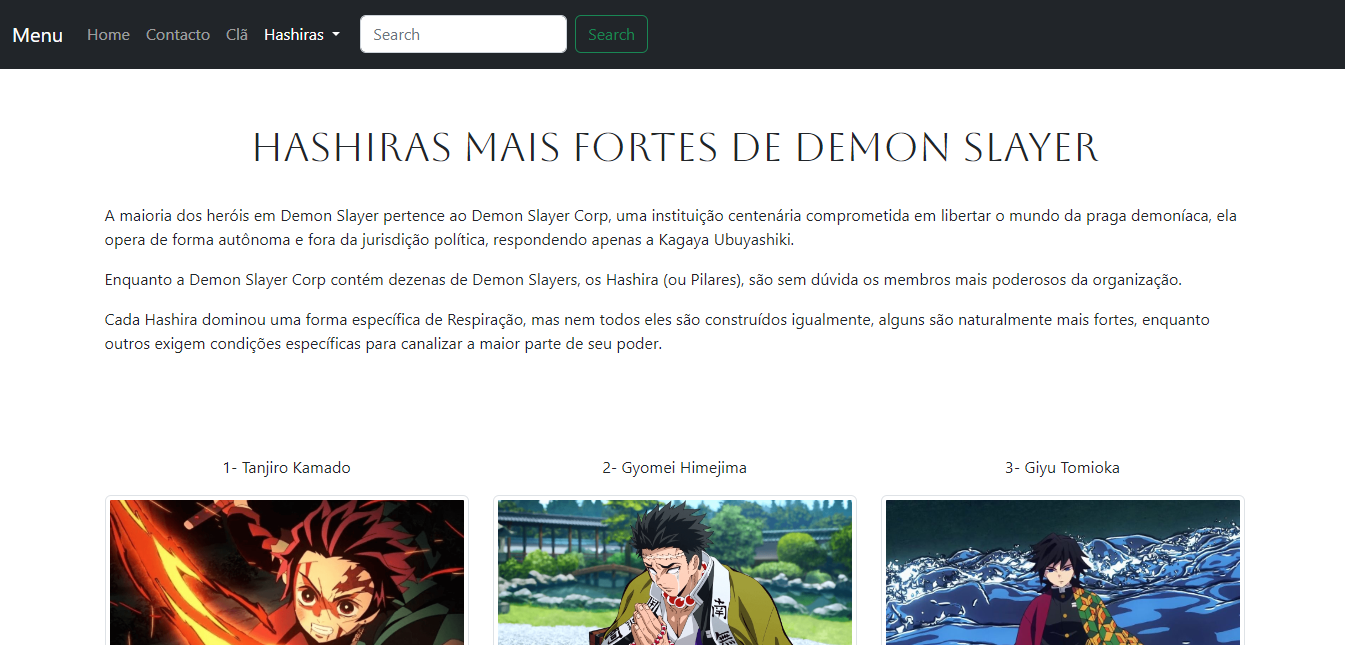 Menu Home Contacto Clã Hashiras Search Search
HASHIRAS MAIS FORTES DE DEMON SLAYER
A maioria dos heróis em Demon Slayer pertence ao Demon Slayer Corp, uma instituição centenária comprometida em libertar o mundo da praga demoníaca, ela
opera de forma autônoma e fora da jurisdição política, respondendo apenas a Kagaya Ubuyashiki.
Enquanto a Demon Slayer Corp contém dezenas de Demon Slayers, os Hashira (ou Pilares), são sem dúvida os membros mais poderosos da organização.
Cada Hashira dominou uma forma específica de Respiração, mas nem todos eles são construídos igualmente, alguns são naturalmente mais fortes, enquanto
outros exigem condições específicas para canalizar a maior parte de seu poder.
1- Tanjiro Kamado 2- Gyomei Himejima 3- Giyu Tomioka